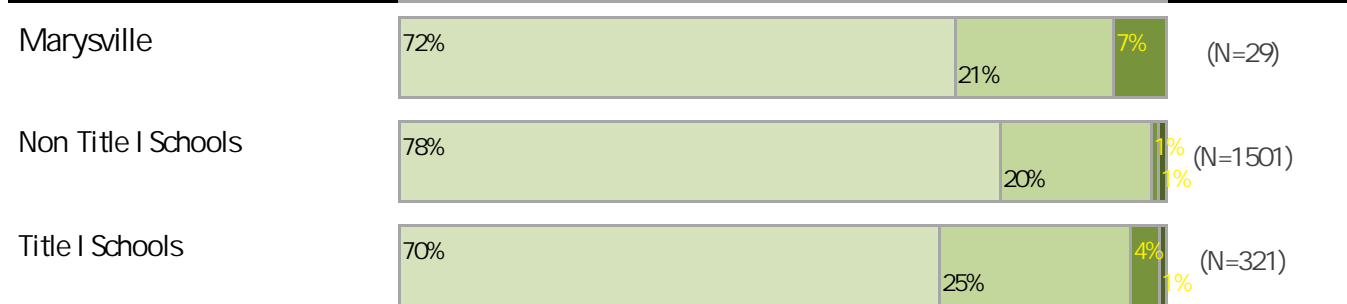 Marysville 72% 21% 7% (N=29)
Non Title I Schools 78% 20% 1% 1% (N=1501)
Title I Schools 70% 25% 4% 1% (N=321)